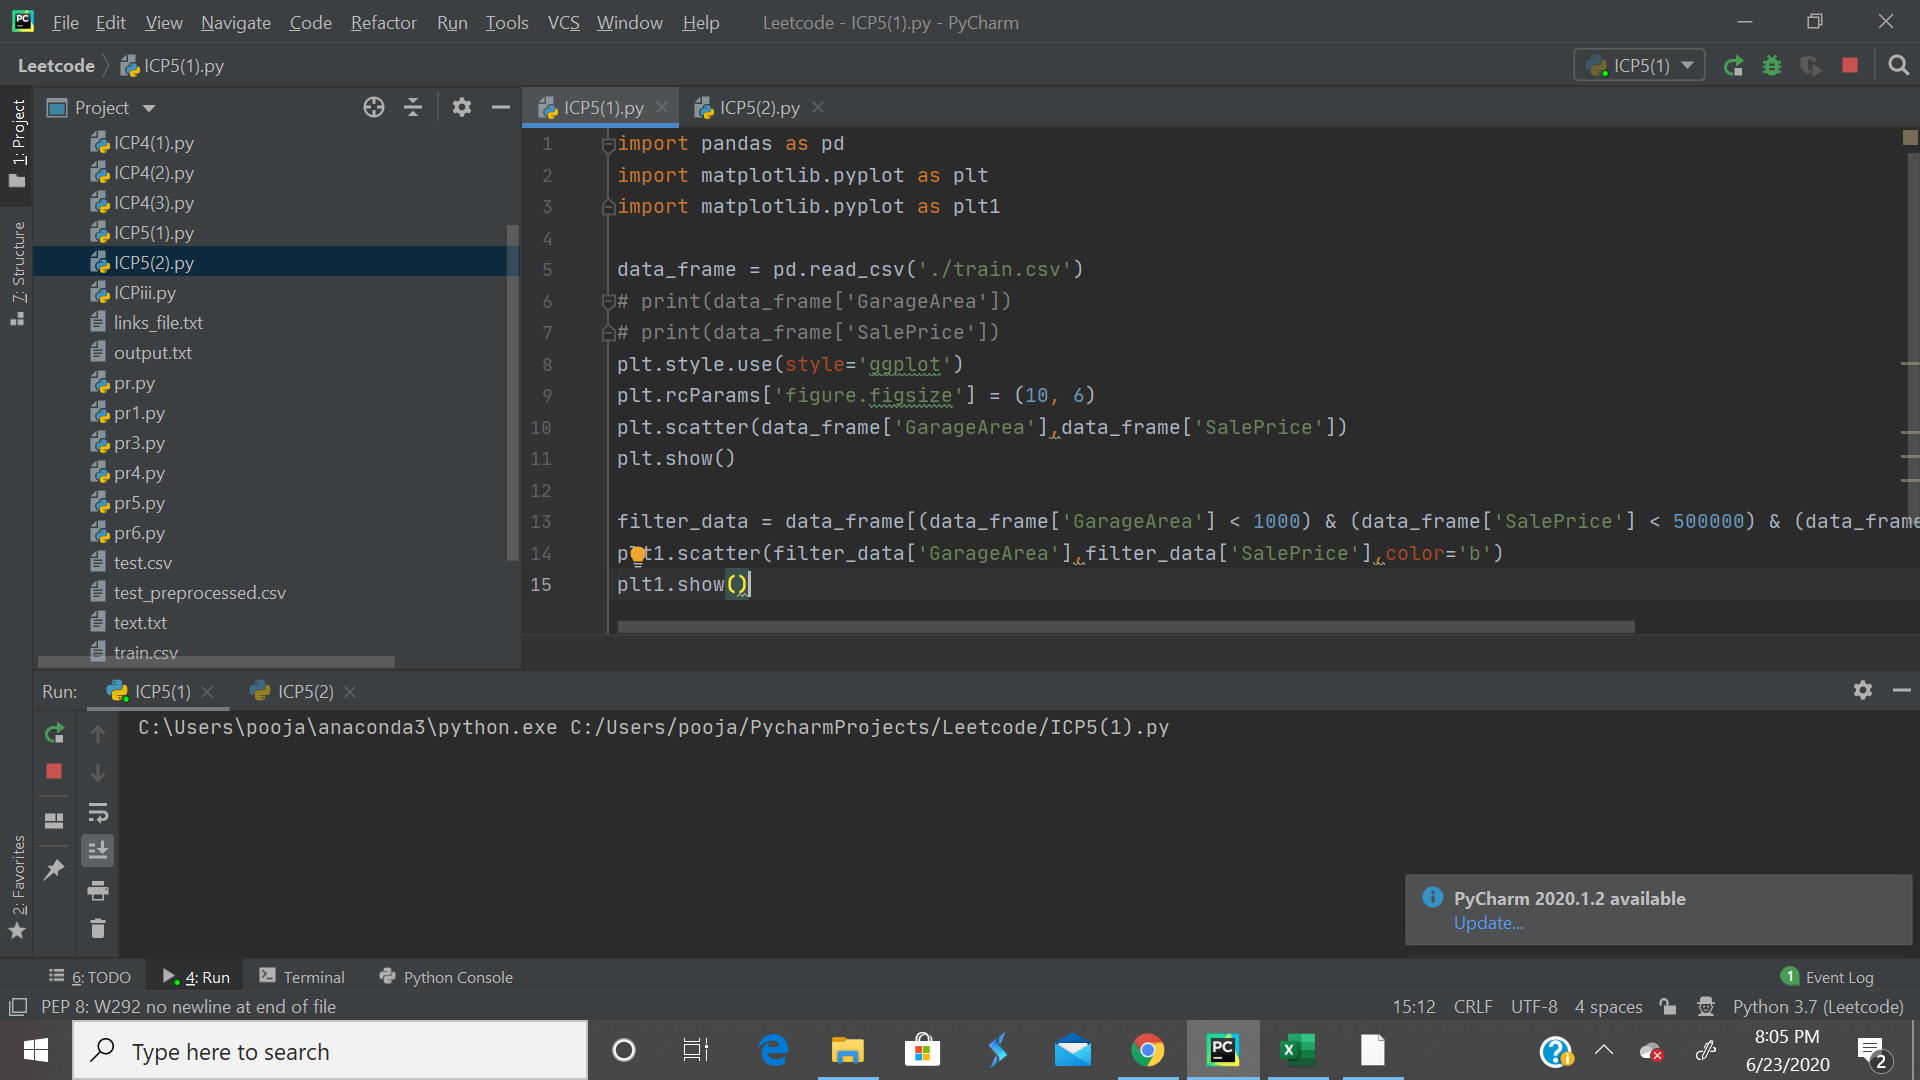 File Edit View Navigate Code Refactor Run Tools VCS Window Help Leetcode - ICP5(1).py - PyCharm
Leetcode ICP5(1).py ICP5(1)
1: Project
7: Structure
2: Favorites
Project
ICP4(1).py
ICP4(2).py
ICP4(3).py
ICP5(1).py
ICP5(2).py
ICPiii.py
links_file.txt
output.txt
pr.py
pr1.py
pr3.py
pr4.py
pr5.py
pr6.py
test.csv
test_preprocessed.csv
text.txt
train.csv
ICP5(1).py ICP5(2).py
1 import pandas as pd
2 import matplotlib.pyplot as plt
3 import matplotlib.pyplot as plt1
4
5 data_frame = pd.read_csv('./train.csv')
6 # print(data_frame['GarageArea'])
7 # print(data_frame['SalePrice'])
8 plt.style.use(style='ggplot')
9 plt.rcParams['figure.figsize'] = (10, 6)
10 plt.scatter(data_frame['GarageArea'],data_frame['SalePrice'])
11 plt.show()
12
13 filter_data = data_frame[(data_frame['GarageArea'] < 1000) & (data_frame['SalePrice'] < 500000) & (data_frame
14 plt1.scatter(filter_data['GarageArea'],filter_data['SalePrice'],color='b')
15 plt1.show()
Run: ICP5(1) ICP5(2)
C:\Users\pooja\anaconda3\python.exe C:/Users/pooja/PycharmProjects/Leetcode/ICP5(1).py
PyCharm 2020.1.2 available
Update...
6: TODO 4: Run Terminal Python Console 1 Event Log
PEP 8: W292 no newline at end of file 15:12 CRLF UTF-8 4 spaces Python 3.7 (Leetcode)
Type here to search
PC
8:05 PM
6/23/2020
2